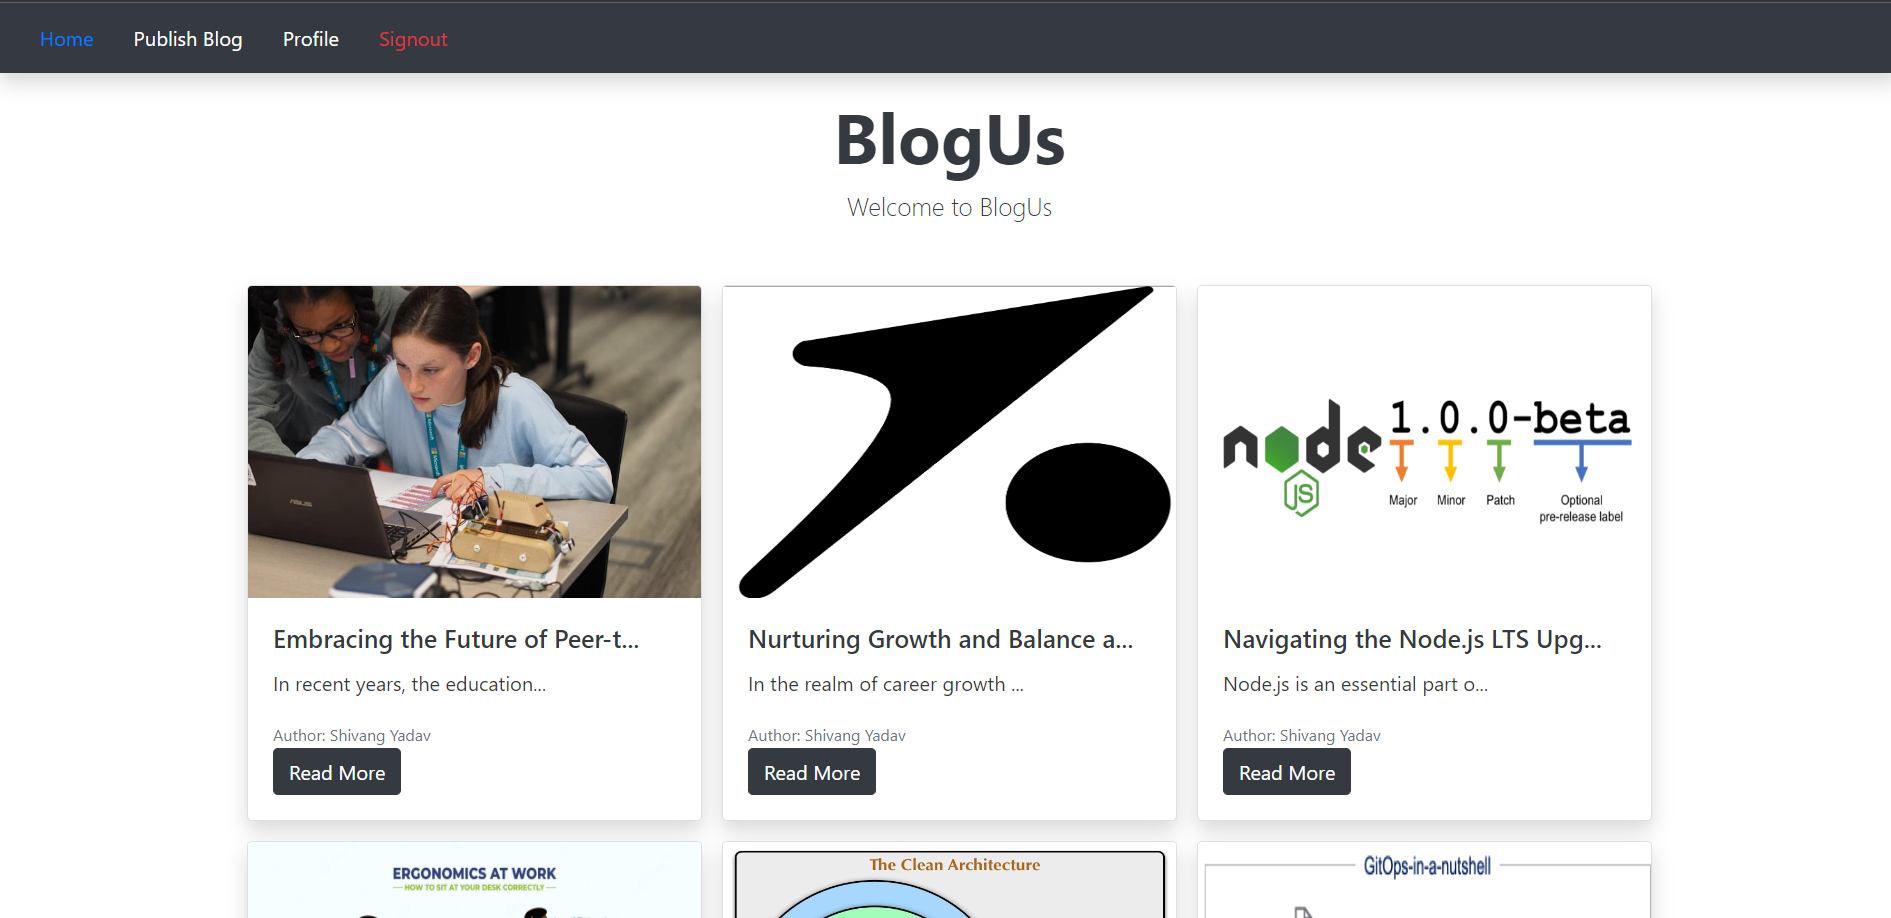 Home Publish Blog Profile Signout
BlogUs
Welcome to BlogUs
ASUS
node 1.0.0-beta
JS
Major Minor Patch Optional
pre-release label
Embracing the Future of Peer-t...
In recent years, the education...
Author: Shivang Yadav
Read More
Nurturing Growth and Balance a...
In the realm of career growth ...
Author: Shivang Yadav
Read More
Navigating the Node.js LTS Upg...
Node.js is an essential part o...
Author: Shivang Yadav
Read More
ERGONOMICS AT WORK
HOW TO SIT AT YOUR DESK CORRECTLY
The Clean Architecture
GitOps-in-a-nutshell